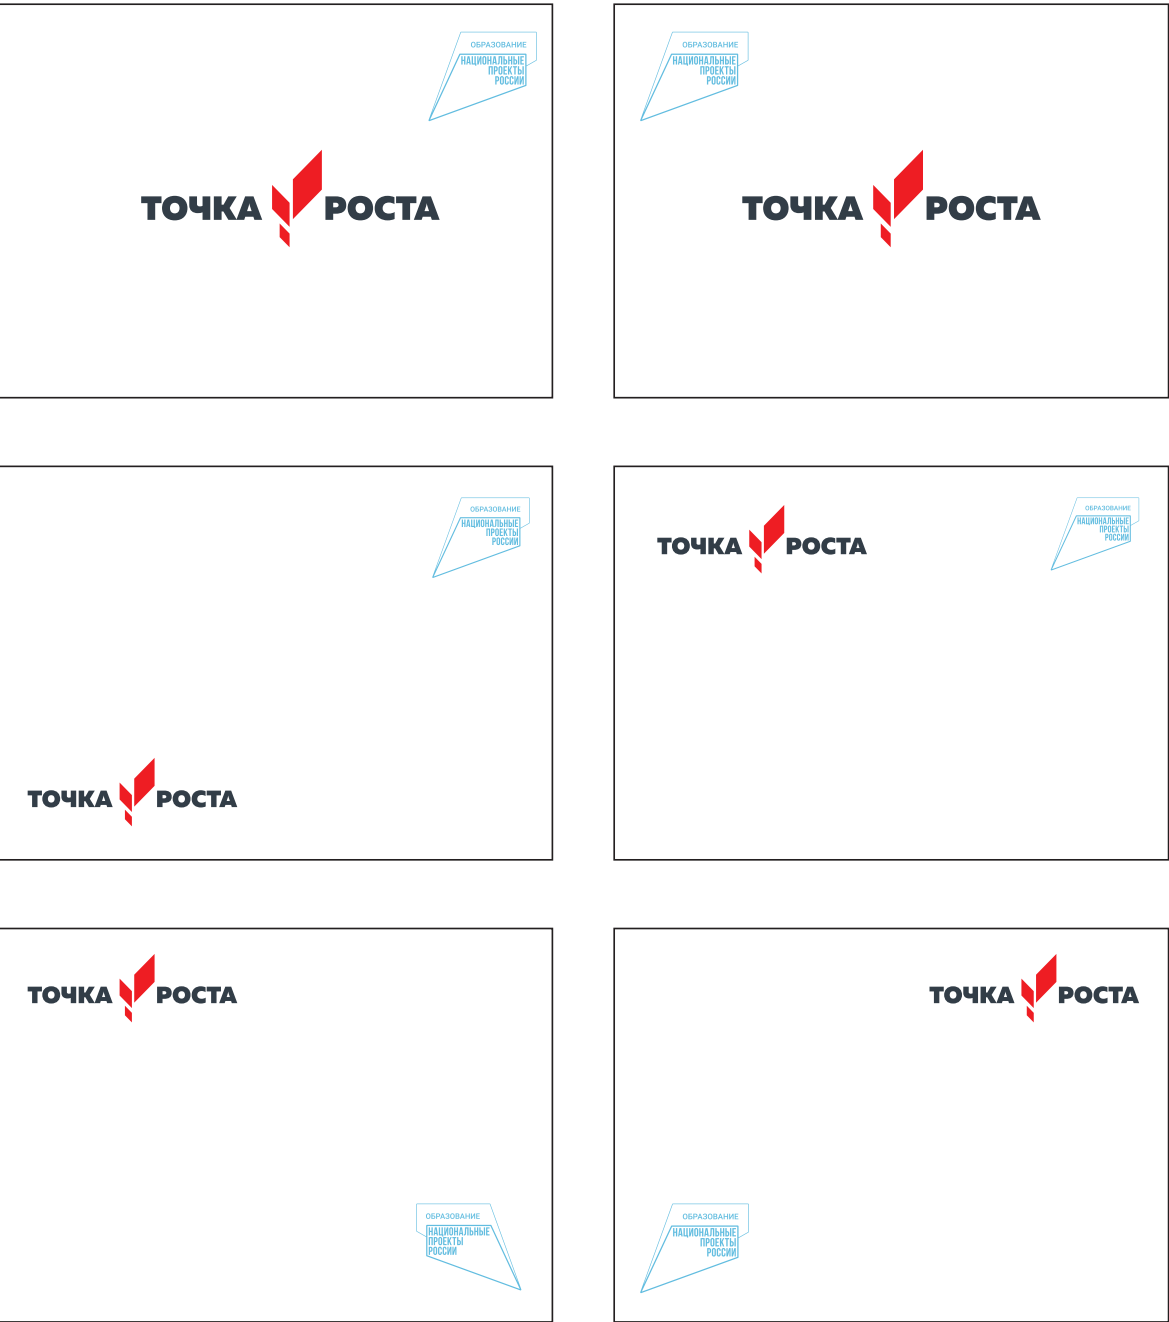 ОБРАЗОВАНИЕ
НАЦИОНАЛЬНЫЕ
ПРОЕКТЫ
РОССИИ
ТОЧКА РОСТА
ОБРАЗОВАНИЕ
НАЦИОНАЛЬНЫЕ
ПРОЕКТЫ
РОССИИ
ТОЧКА РОСТА
ОБРАЗОВАНИЕ
НАЦИОНАЛЬНЫЕ
ПРОЕКТЫ
РОССИИ
ТОЧКА РОСТА
ТОЧКА РОСТА
ОБРАЗОВАНИЕ
НАЦИОНАЛЬНЫЕ
ПРОЕКТЫ
РОССИИ
ТОЧКА РОСТА
ОБРАЗОВАНИЕ
НАЦИОНАЛЬНЫЕ
ПРОЕКТЫ
РОССИИ
ТОЧКА РОСТА
ОБРАЗОВАНИЕ
НАЦИОНАЛЬНЫЕ
ПРОЕКТЫ
РОССИИ